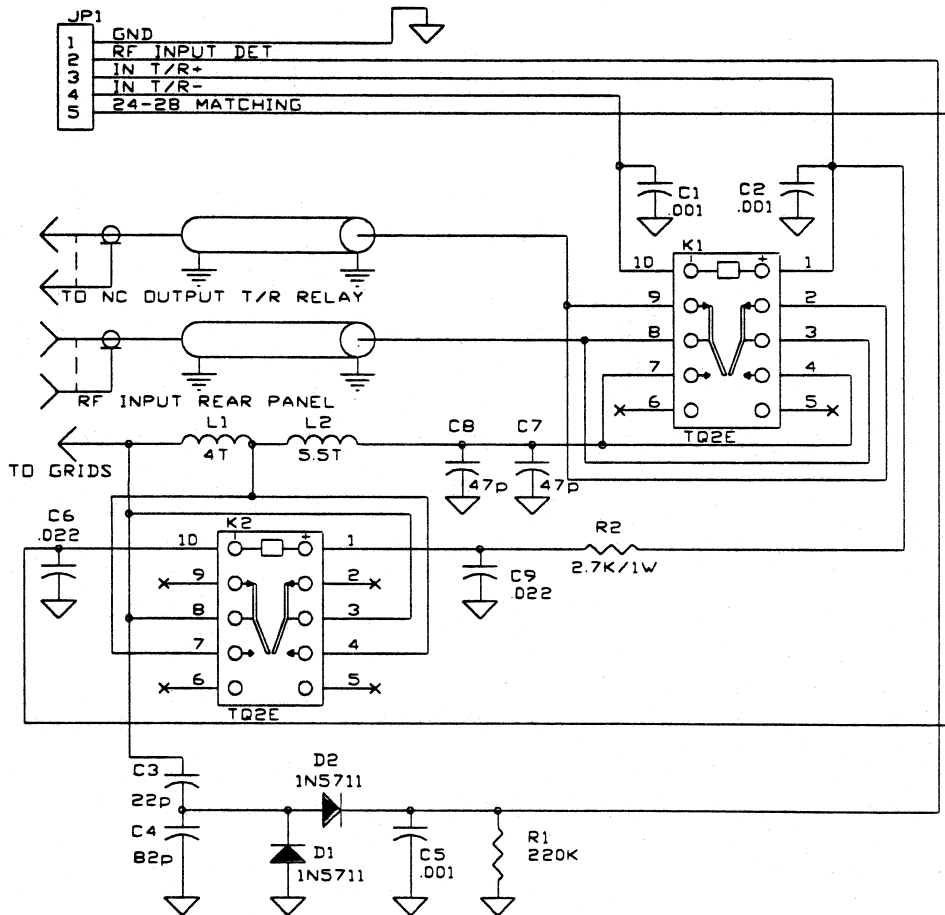 JP1
1 GND
2 RF INPUT DET
3 IN T/R+
4 IN T/R-
5 24-28 MATCHING
C1
.001
C2
.001
K1
- +
10 1
9 2
8 3
7 4
6 5
TQ2E
TO NC OUTPUT T/R RELAY
RF INPUT REAR PANEL
TO GRIDS
L1
4T
L2
5.5T
C8
47p
C7
47p
C6
.022
K2
- +
10 1
9 2
8 3
7 4
6 5
TQ2E
C9
.022
R2
2.7K/1W
C3
22p
C4
82p
D2
1N5711
D1
1N5711
C5
.001
R1
220K